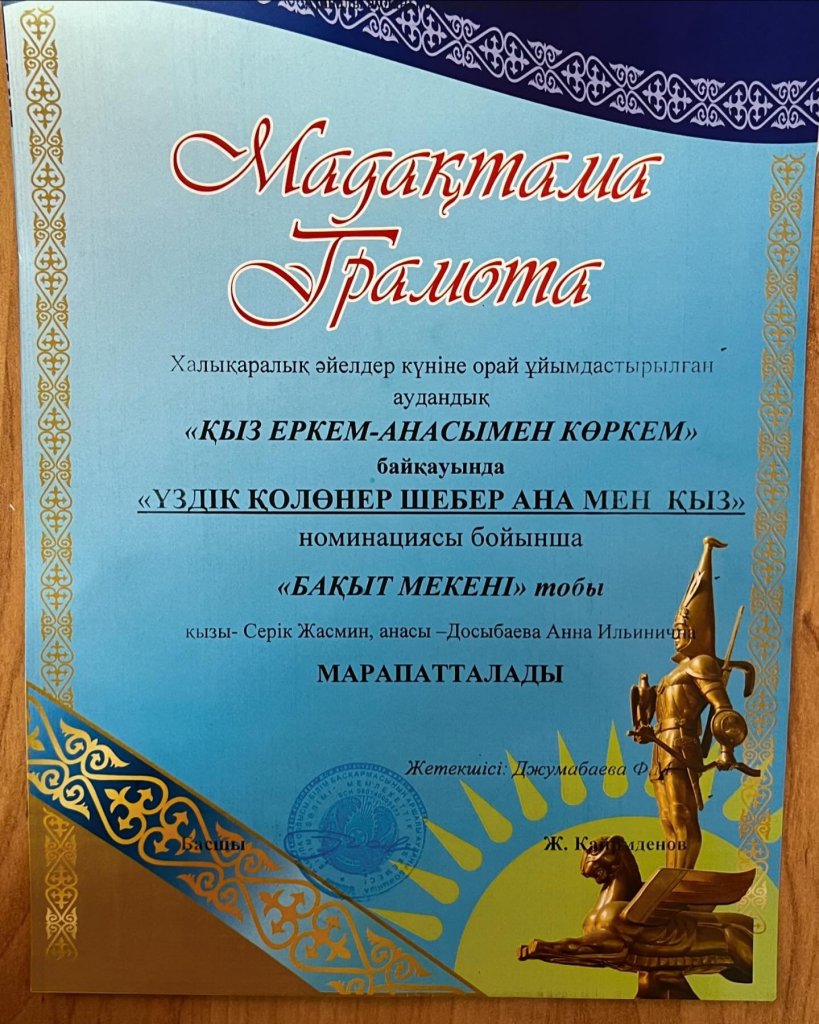 Мадақтама
Грамота
Халықаралық әйелдер күніне орай ұйымдастырылған
аудандық
«ҚЫЗ ЕРКЕМ-АНАСЫМЕН КӨРКЕМ»
байқауында
«ҮЗДІК ҚОЛӨНЕР ШЕБЕР АНА МЕН ҚЫЗ»
номинациясы бойынша
«БАҚЫТ МЕКЕНІ» тобы
қызы- Серік Жасмин, анасы –Досыбаева Анна Ильинична
МАРАПАТТАЛАДЫ
Жетекшісі: Джумабаева Ф.
Басшы Ж.